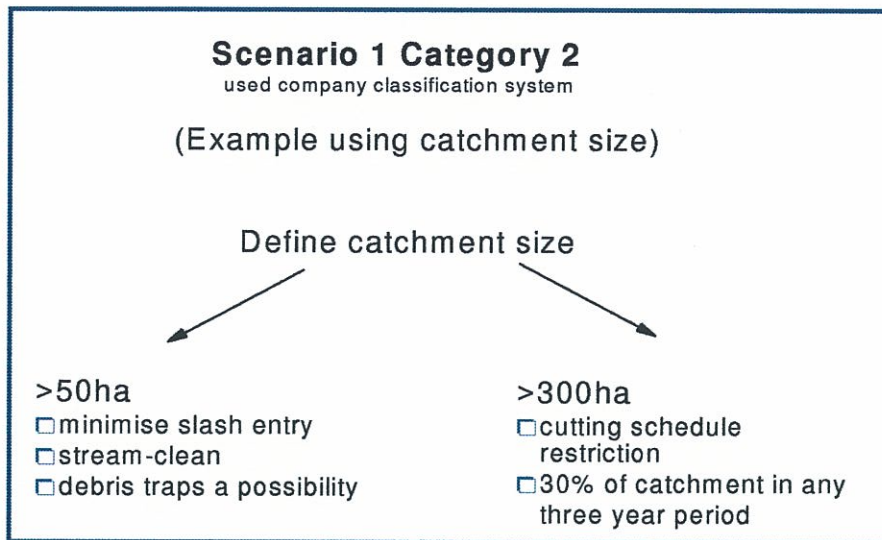 Scenario 1 Category 2
used company classification system
(Example using catchment size)
Define catchment size
>50ha
minimise slash entry
stream-clean
debris traps a possibility
>300ha
cutting schedule
restriction
30% of catchment in any
three year period